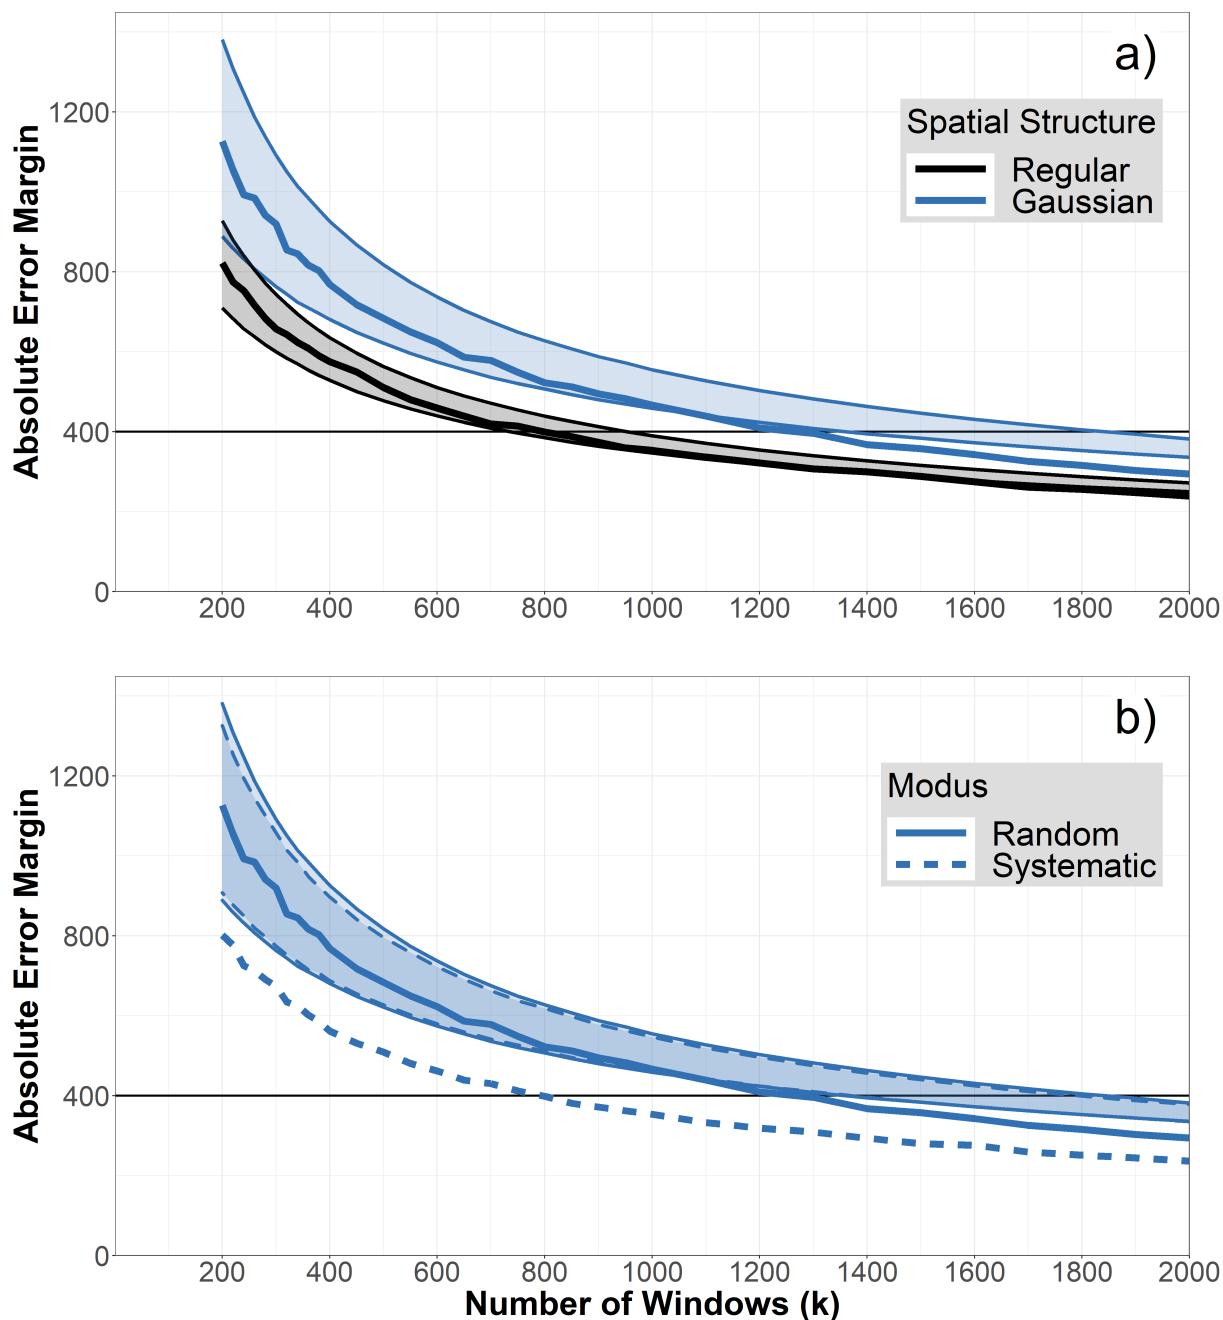 a)
Spatial Structure
Regular
Gaussian
Absolute Error Margin
1200
800
400
0
200 400 600 800 1000 1200 1400 1600 1800 2000
b)
Modus
Random
Systematic
Absolute Error Margin
1200
800
400
0
200 400 600 800 1000 1200 1400 1600 1800 2000
Number of Windows (k)